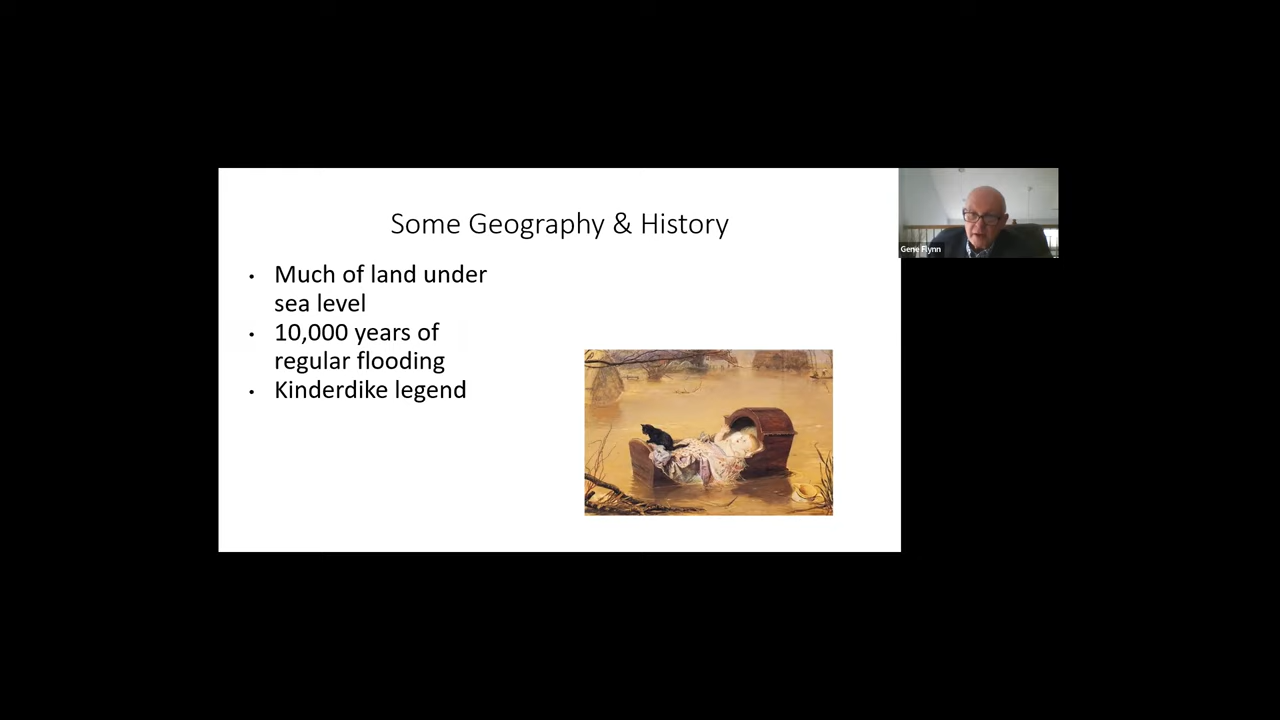 Some Geography & History
• Much of land under
sea level
• 10,000 years of
regular flooding
• Kinderdike legend
Gene Flynn